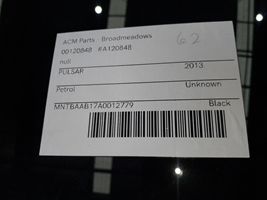 ACM Parts - Broadmeadows
62
00120848 #A120848
null
PULSAR 2013
Petrol Unknown
MNTBAAB17A0012779 Black